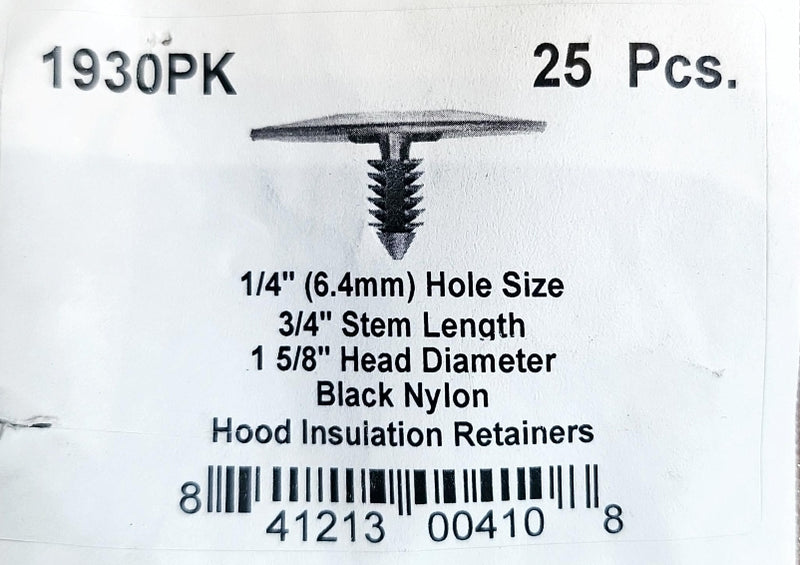 1930PK 25 Pcs.
1/4" (6.4mm) Hole Size
3/4" Stem Length
1 5/8" Head Diameter
Black Nylon
Hood Insulation Retainers
8 41213 00410 8